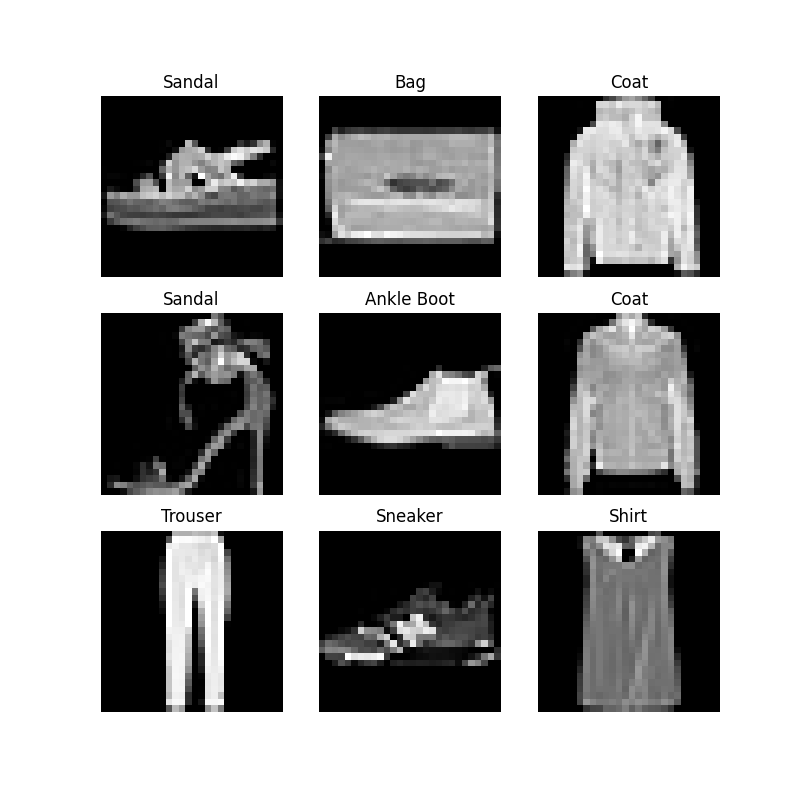 Sandal
Bag
Coat
Sandal
Ankle Boot
Coat
Trouser
Sneaker
Shirt